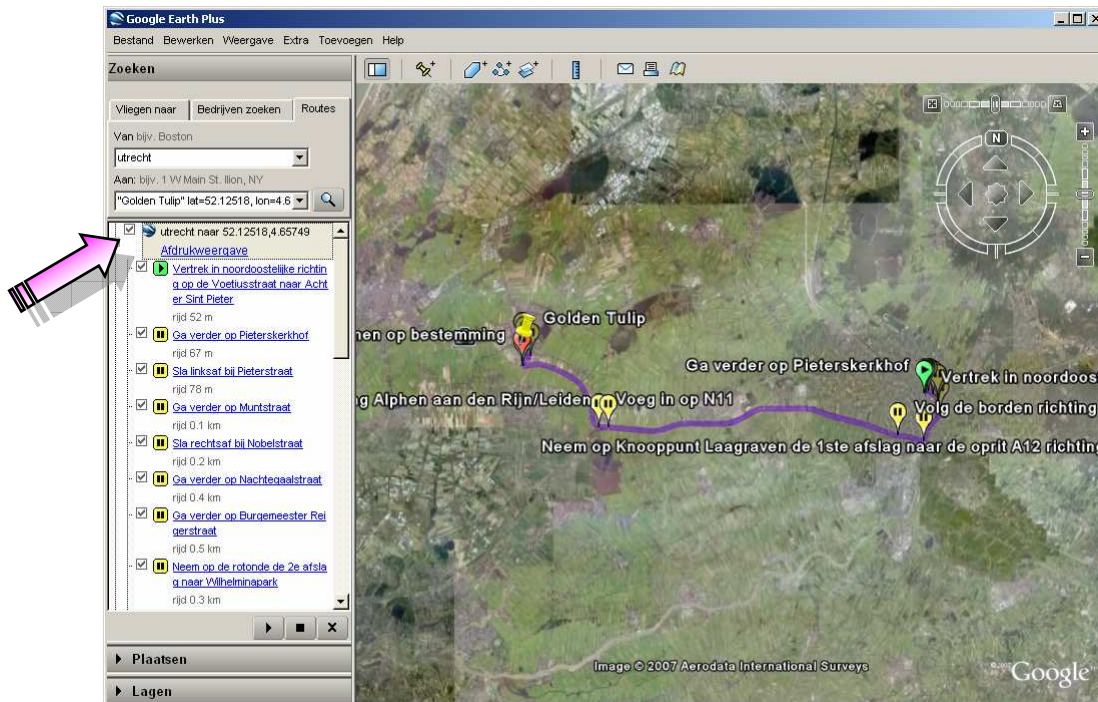 Google Earth Plus
Bestand Bewerken Weergave Extra Toevoegen Help
Zoeken
Vliegen naar
Bedrijven zoeken
Routes
Van bijv. Boston
utrecht
Aan: bijv. 1 W Main St. Ilion, NY
"Golden Tulip" lat=52.12518, lon=4.6
utrecht naar 52.12518,4.65749
Afdrukweergave
Vertrek in noordoostelijke richtin
g op de Voetiusstraat naar Acht
er Sint Pieter
rijd 52 m
Ga verder op Pieterskerkhof
rijd 67 m
Sla linksaf bij Pieterstraat
rijd 78 m
Ga verder op Muntstraat
rijd 0.1 km
Sla rechtsaf bij Nobelstraat
rijd 0.2 km
Ga verder op Nachtegaalstraat
rijd 0.4 km
Ga verder op Burgemeester Rei
gerstraat
rijd 0.5 km
Neem op de rotonde de 2e afsla
g naar Wilhelminapark
rijd 0.3 km
Plaatsen
Lagen
N
Golden Tulip
en op bestemming
Ga verder op Pieterskerkhof
Vertrek in noordoos
g Alphen aan den Rijn/Leiden
Voeg in op N11
Volg de borden richting
Neem op Knooppunt Laagraven de 1ste afslag naar de oprit A12 richting
Image © 2007 Aerodata International Surveys
© 2007 Google™